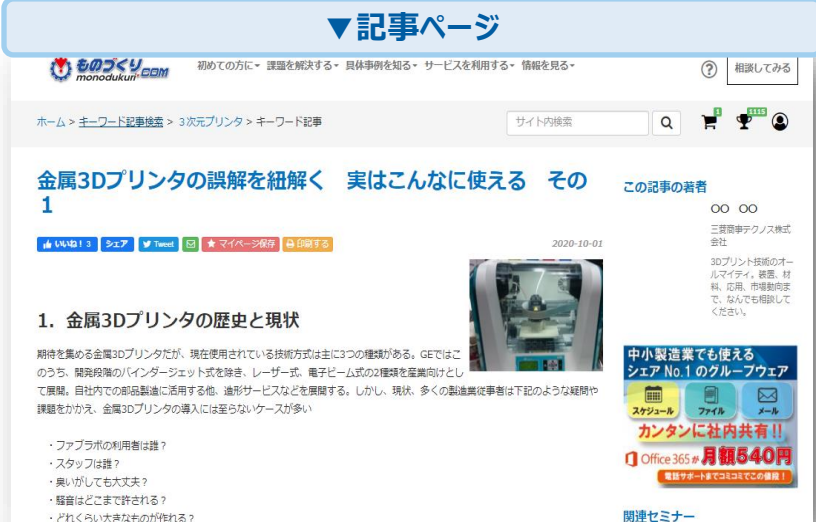 ▼記事ページ
ものづくり.COM
monodukuri
初めての方に 課題を解決する 具体事例を知る サービスを利用する 情報を見る
? 相談してみる
ホーム > キーワード記事検索 > 3次元プリンタ > キーワード記事
サイト内検索
1
1115
金属3Dプリンタの誤解を紐解く 実はこんなに使える その
1
いいね! 3 シェア Tweet ★ マイページ保存 印刷する
2020-10-01
1. 金属3Dプリンタの歴史と現状
期待を集める金属3Dプリンタだが、現在使用されている技術方式は主に3つの種類がある。GEではこ
のうち、開発段階のバインダージェット式を除き、レーザー式、電子ビーム式の2種類を産業向けとし
て展開。自社内での部品製造に活用する他、造形サービスなどを展開する。しかし、現状、多くの製造業従事者は下記のような疑問や
課題をかかえ、金属3Dプリンタの導入には至らないケースが多い
・ファブラボの利用者は誰?
・スタッフは誰?
・臭いがしても大丈夫?
・騒音はどこまで許される?
・どれくらい大きなものが作れる?
この記事の著者
○○ ○○
三菱商事テクノス株式
会社
3Dプリント技術のオー
ルマイティ。装置、材
料、応用、市場動向ま
で、なんでも相談して
ください。
中小製造業でも使える
シェア No.1 のグループウェア
スケジュール ファイル メール
カンタンに社内共有!!
Office 365が 月額540円
電話サポートまでコミコミでこの値段!
関連セミナー